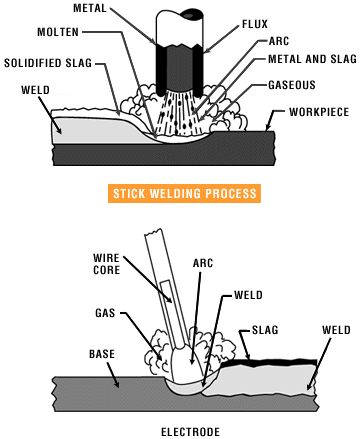 METAL
FLUX
MOLTEN
ARC
SOLIDIFIED SLAG
METAL AND SLAG
GASEOUS
WELD
WORKPIECE
STICK WELDING PROCESS
WIRE
CORE
ARC
WELD
GAS
SLAG
WELD
BASE
ELECTRODE